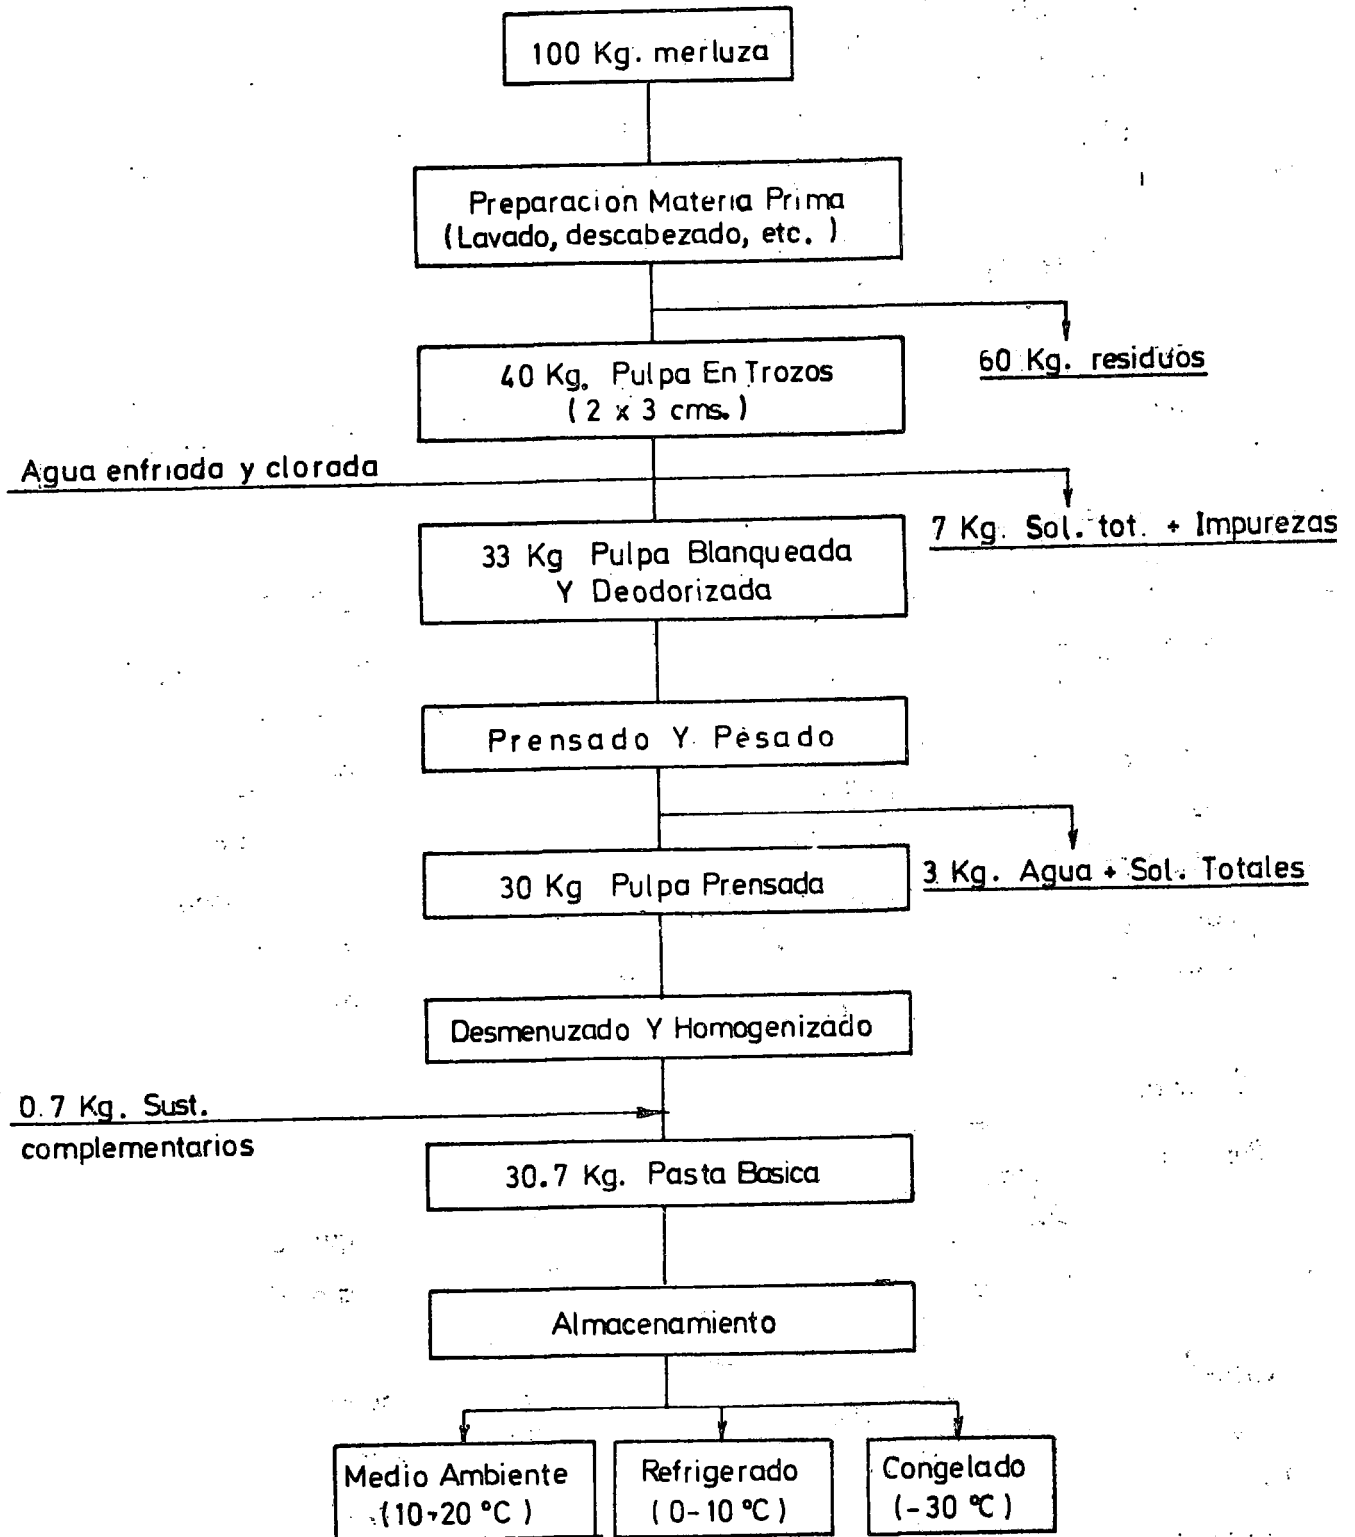 100 Kg. merluza
Preparacion Materia Prima
(Lavado, descabezado, etc.)
60 Kg. residuos
40 Kg. Pulpa En Trozos
(2 x 3 cms.)
Agua enfriada y clorada
7 Kg. Sol. tot. + Impurezas
33 Kg Pulpa Blanqueada
Y Deodorizada
Prensado Y Pesado
3 Kg. Agua + Sol. Totales
30 Kg Pulpa Prensada
Desmenuzado Y Homogenizado
0.7 Kg. Sust.
complementarios
30.7 Kg. Pasta Basica
Almacenamiento
Medio Ambiente
(10-20 °C)
Refrigerado
(0-10 °C)
Congelado
(-30 °C)